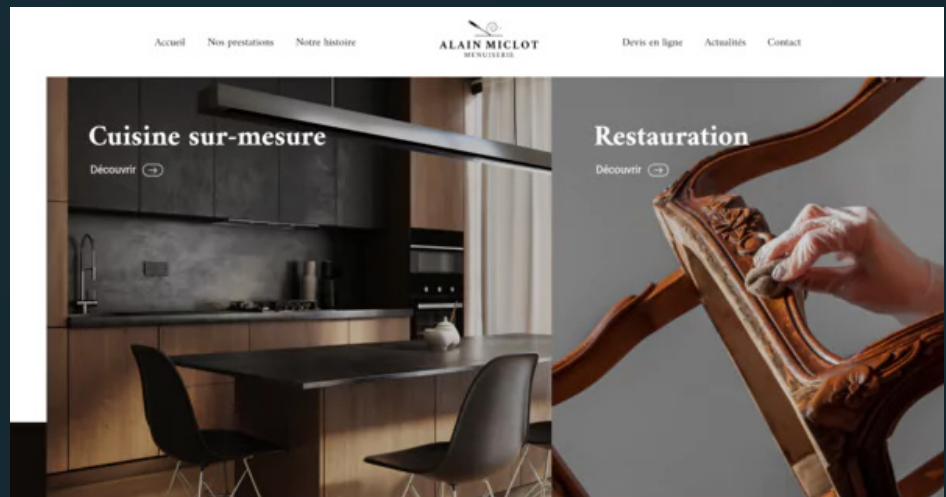 Accueil Nos prestations Notre histoire
ALAIN MICLOT
MENUISERIE
Devis en ligne Actualités Contact
Cuisine sur-mesure
Découvrir
Restauration
Découvrir